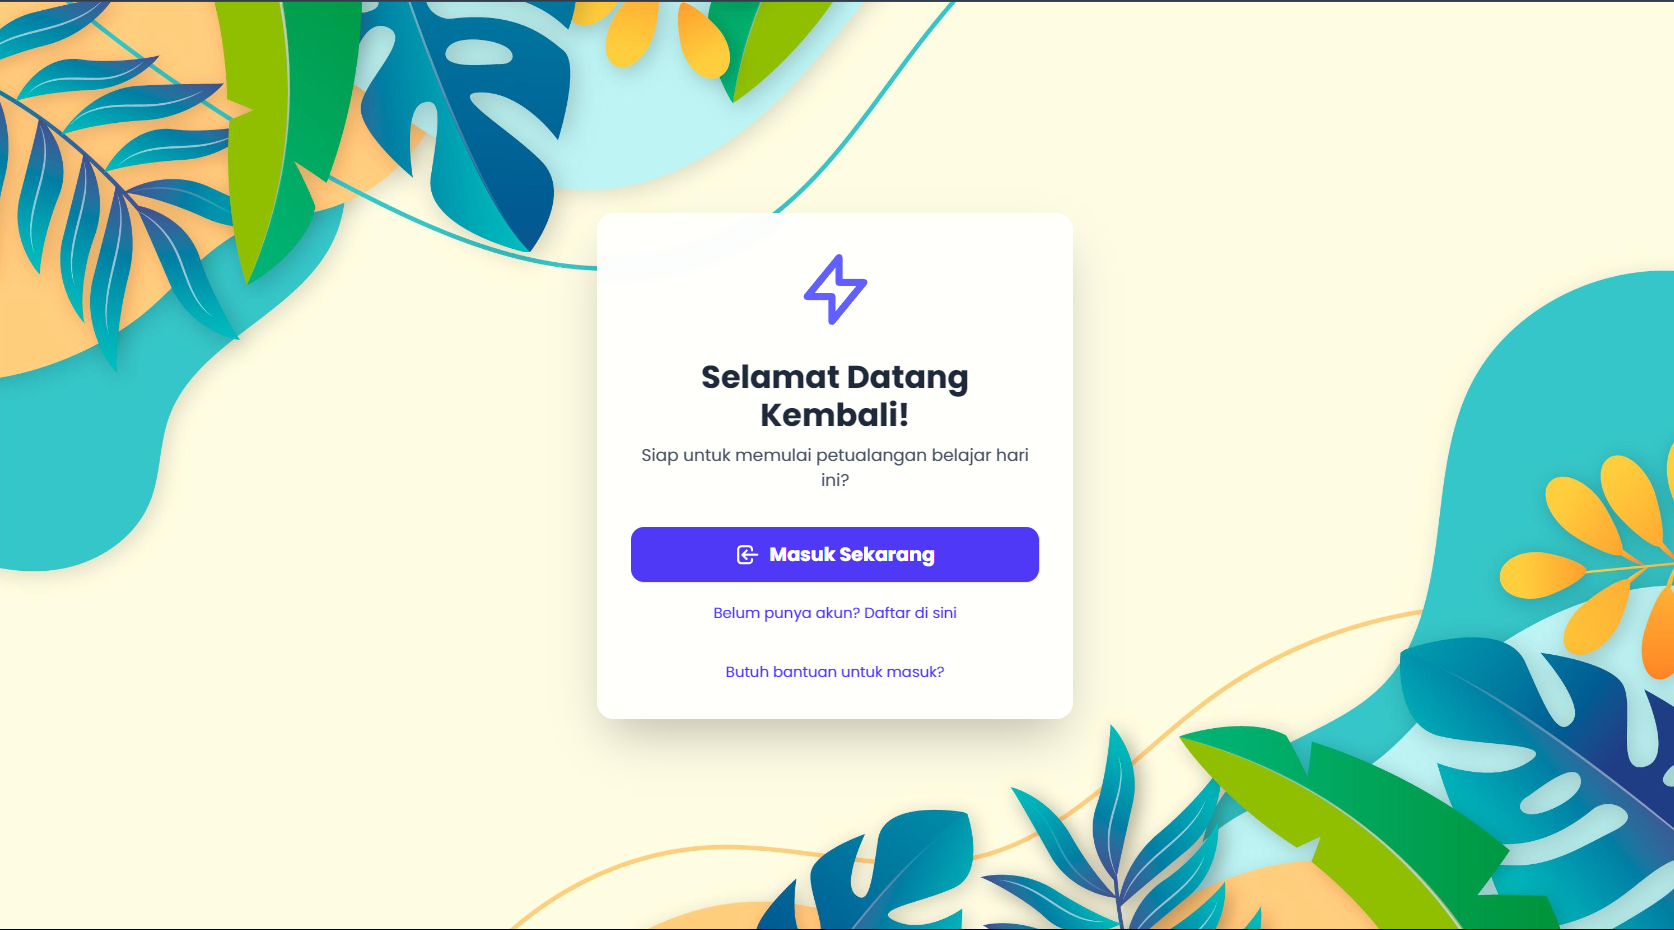 Selamat Datang
Kembali!
Siap untuk memulai petualangan belajar hari
ini?
Masuk Sekarang
Belum punya akun? Daftar di sini
Butuh bantuan untuk masuk?